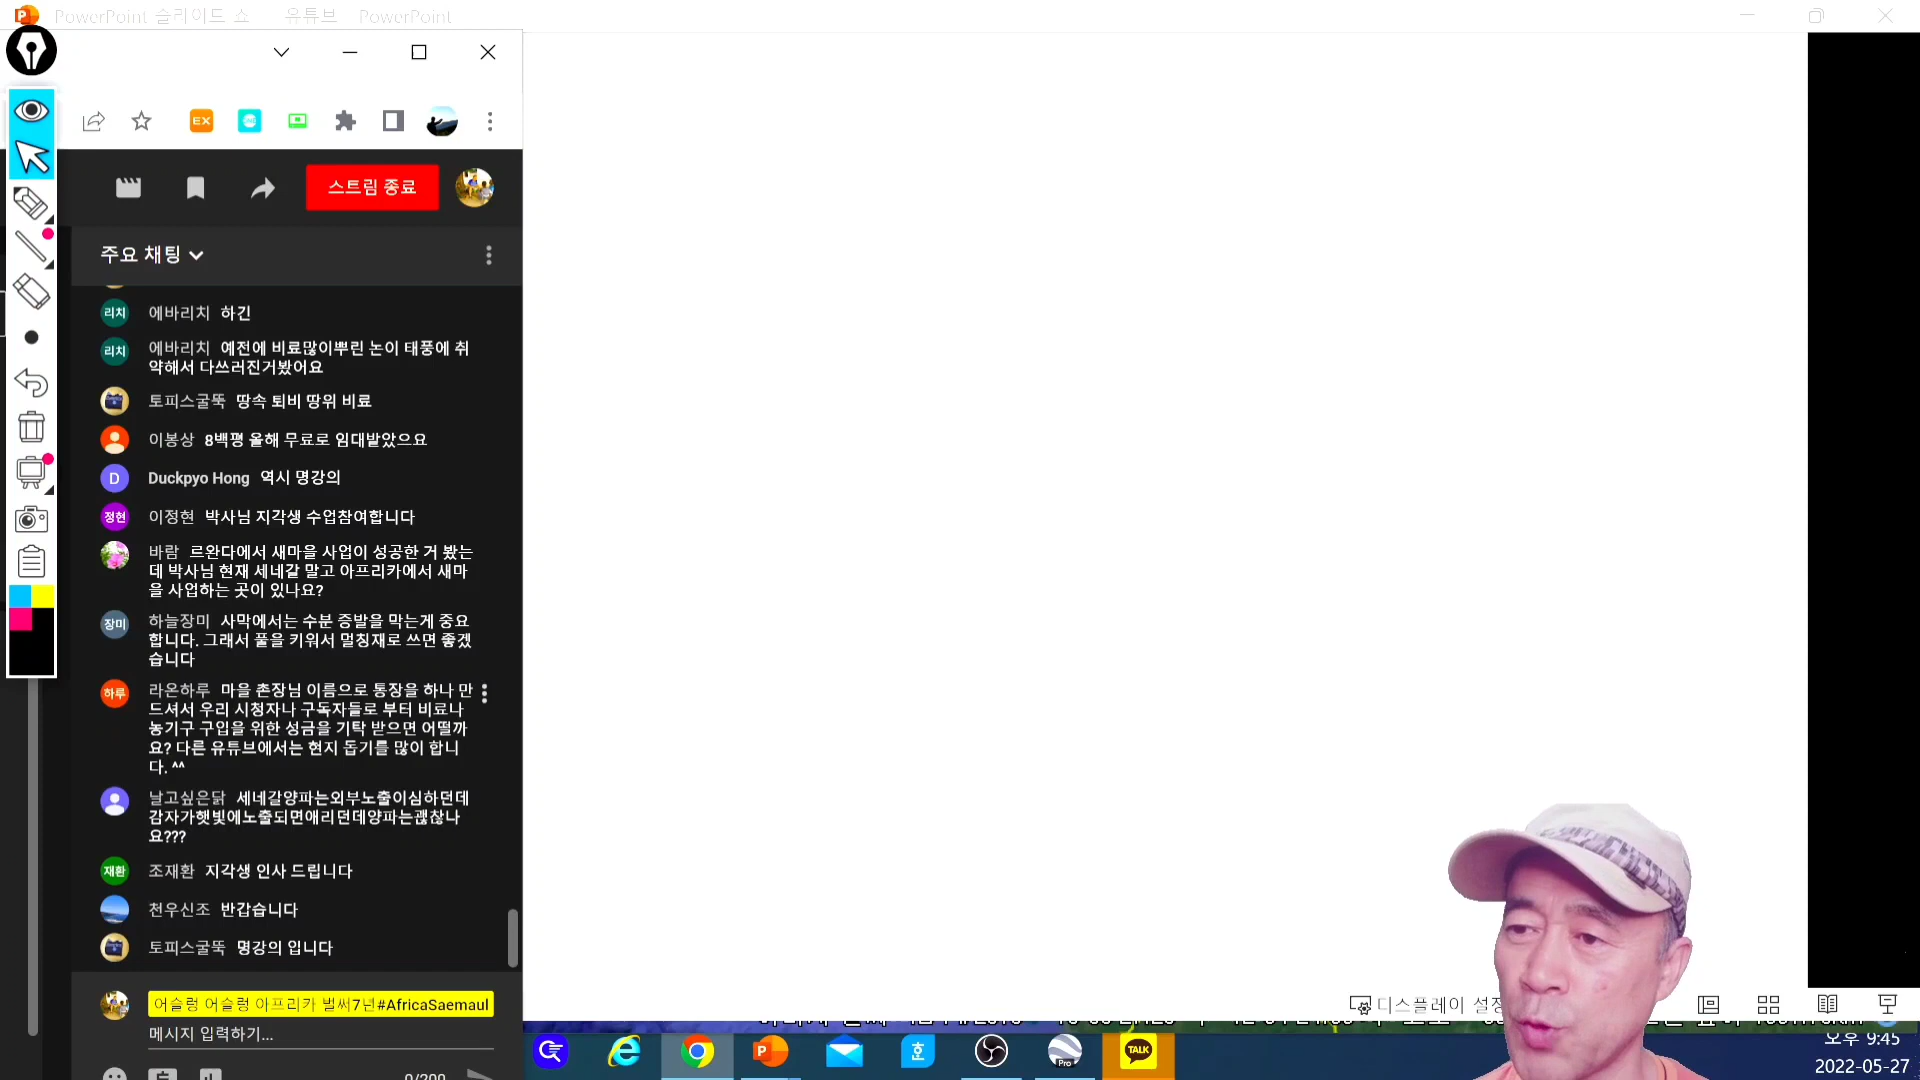 PowerPoint 슬라이드 쇼
유튜브
PowerPoint
EX
스트림 종료
주요 채팅
리치
에바리치 하긴
리치
에바리치 예전에 비료많이뿌린 논이 태풍에 취
약해서 다쓰러진거봤어요
토피스굴뚝 땅속 퇴비 땅위 비료
이봉상 8백평 올해 무료로 임대받았으요
D
Duckpyo Hong 역시 명강의
정현
이정현 박사님 지각생 수업참여합니다
바람 르완다에서 새마을 사업이 성공한 거 봤는
데 박사님 현재 세네갈 말고 아프리카에서 새마
을 사업하는 곳이 있나요?
장미
하늘장미 사막에서는 수분 증발을 막는게 중요
합니다. 그래서 풀을 키워서 멀칭재로 쓰면 좋겠
습니다
하루
라온하루 마을 촌장님 이름으로 통장을 하나 만
드셔서 우리 시청자나 구독자들로 부터 비료나
농기구 구입을 위한 성금을 기탁 받으면 어떨까
요? 다른 유튜브에서는 현지 돕기를 많이 합니
다. ^^
날고싶은닭 세네갈양파는외부노출이심하던데
감자가햇빛에노출되면애리던데양파는괞찮나
요???
재환
조재환 지각생 인사 드립니다
천우신조 반갑습니다
토피스굴뚝 명강의 입니다
어슬렁 어슬렁 아프리카 벌써7년#AfricaSaemaul
메시지 입력하기...
0/200
디스플레이 설정
호
Pro
TALK
오후 9:45
2022-05-27